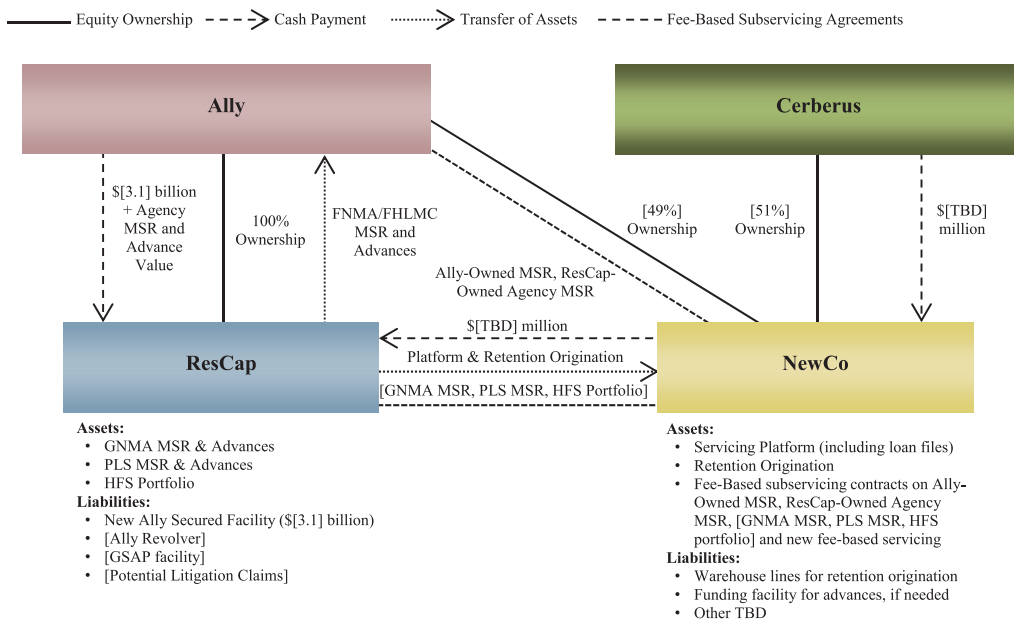 Equity Ownership
Cash Payment
Transfer of Assets
Fee-Based Subservicing Agreements
Ally
Cerberus
$[3.1] billion
+ Agency
MSR and
Advance
Value
100%
Ownership
FNMA/FHLMC
MSR and
Advances
[49%]
Ownership
[51%]
Ownership
$[TBD]
million
Ally-Owned MSR, ResCap-
Owned Agency MSR
$[TBD] million
Platform & Retention Origination
[GNMA MSR, PLS MSR, HFS Portfolio]
ResCap
NewCo
Assets:
• GNMA MSR & Advances
• PLS MSR & Advances
• HFS Portfolio
Liabilities:
• New Ally Secured Facility ($[3.1] billion)
• [Ally Revolver]
• [GSAP facility]
• [Potential Litigation Claims]
Assets:
• Servicing Platform (including loan files)
• Retention Origination
• Fee-Based subservicing contracts on Ally-
Owned MSR, ResCap-Owned Agency
MSR, [GNMA MSR, PLS MSR, HFS
portfolio] and new fee-based servicing
Liabilities:
• Warehouse lines for retention origination
• Funding facility for advances, if needed
• Other TBD